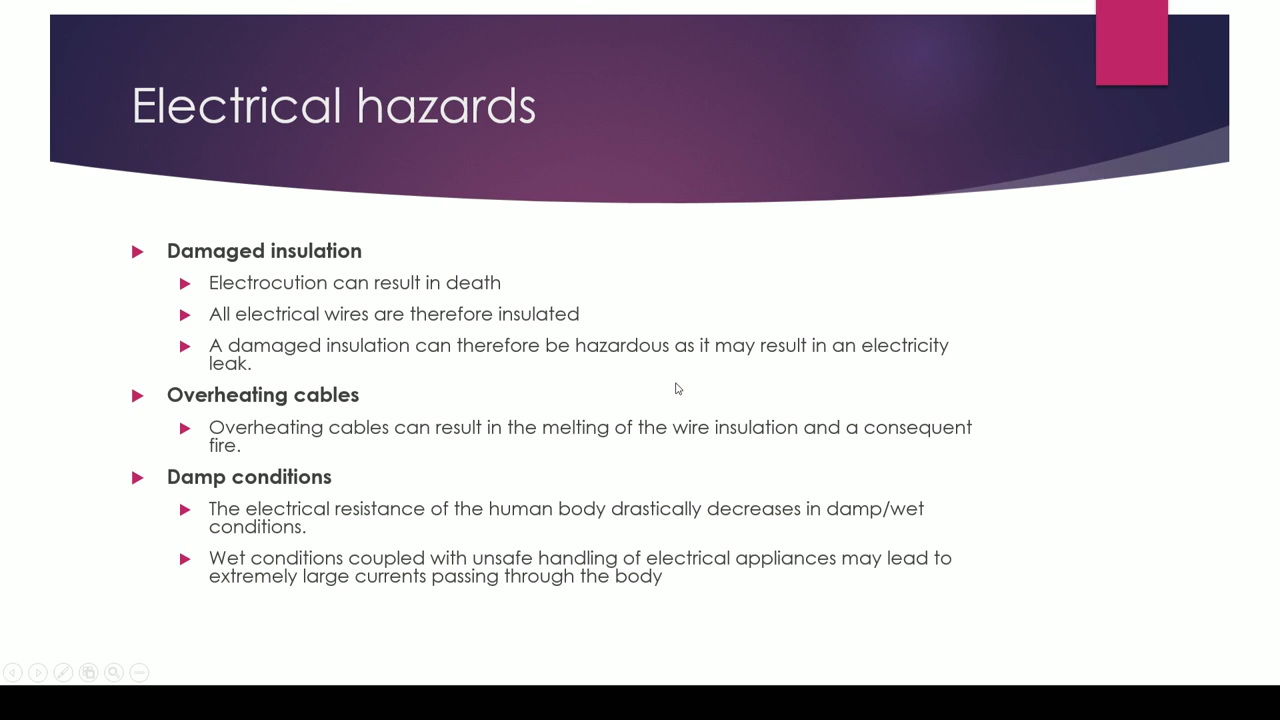 Electrical hazards
Damaged insulation
Electrocution can result in death
All electrical wires are therefore insulated
A damaged insulation can therefore be hazardous as it may result in an electricity
leak.
Overheating cables
Overheating cables can result in the melting of the wire insulation and a consequent
fire.
Damp conditions
The electrical resistance of the human body drastically decreases in damp/wet
conditions.
Wet conditions coupled with unsafe handling of electrical appliances may lead to
extremely large currents passing through the body